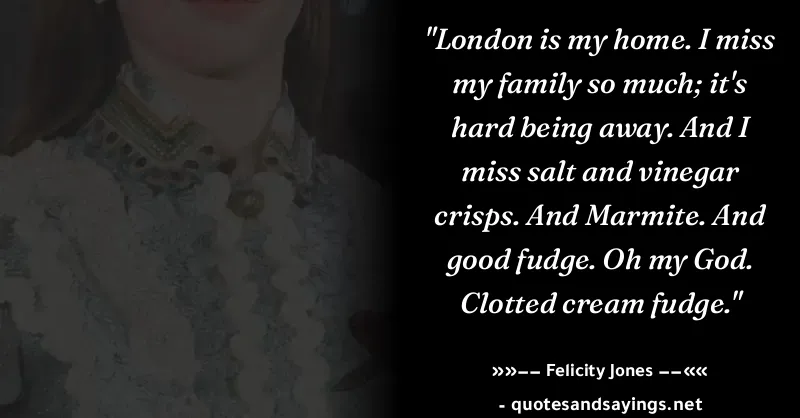 "London is my home. I miss
my family so much; it's
hard being away. And I
miss salt and vinegar
crisps. And Marmite. And
good fudge. Oh my God.
Clotted cream fudge."
»»−− Felicity Jones −−««
- quotesandsayings.net